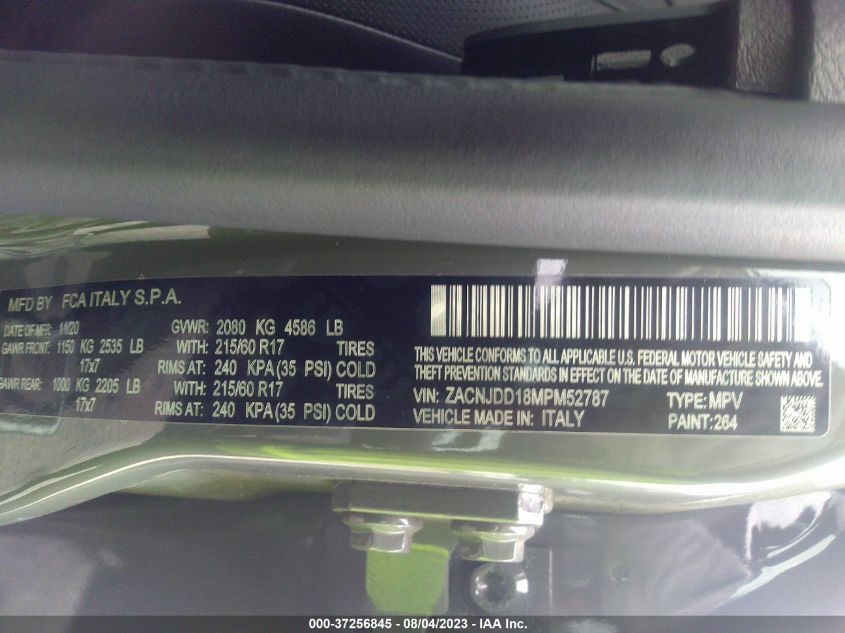 MFD BY FCA ITALY S.P.A.
DATE OF MFR: 11/20 GVWR: 2080 KG 4586 LB
GAWR FRONT: 1150 KG 2535 LB WITH: 215/60 R17 TIRES
17x7 RIMS AT: 240 KPA (35 PSI) COLD
GAWR REAR: 1000 KG 2205 LB WITH: 215/60 R17 TIRES
17x7 RIMS AT: 240 KPA (35 PSI) COLD
THIS VEHICLE CONFORMS TO ALL APPLICABLE U.S. FEDERAL MOTOR VEHICLE SAFETY AND
THEFT PREVENTION STANDARDS IN EFFECT ON THE DATE OF MANUFACTURE SHOWN ABOVE.
VIN: ZACNJDD18MPM52787 TYPE: MPV
VEHICLE MADE IN: ITALY PAINT: 264
000-37256845 - 08/04/2023 - IAA Inc.